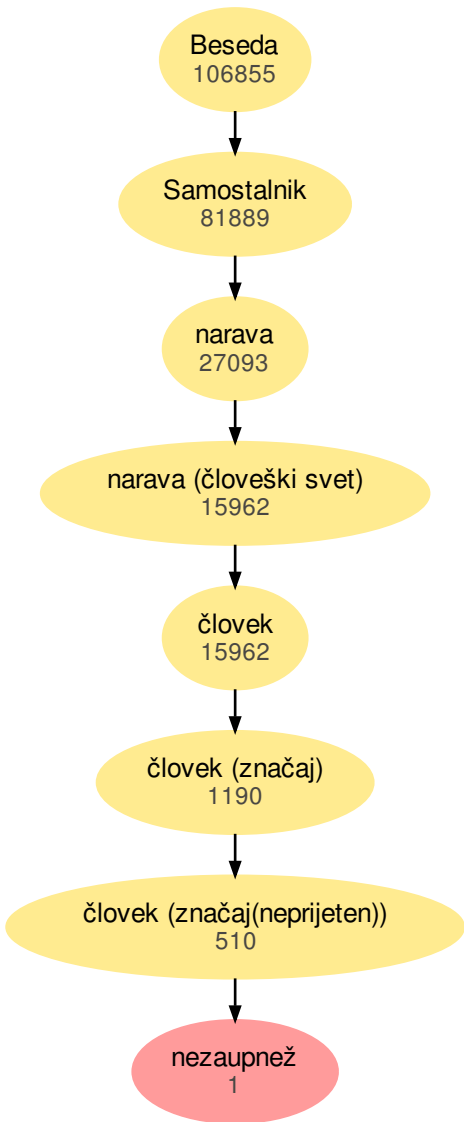 Beseda
106855
Samostalnik
81889
narava
27093
narava (človeški svet)
15962
človek
15962
človek (značaj)
1190
človek (značaj(neprijeten))
510
nezaupnež
1